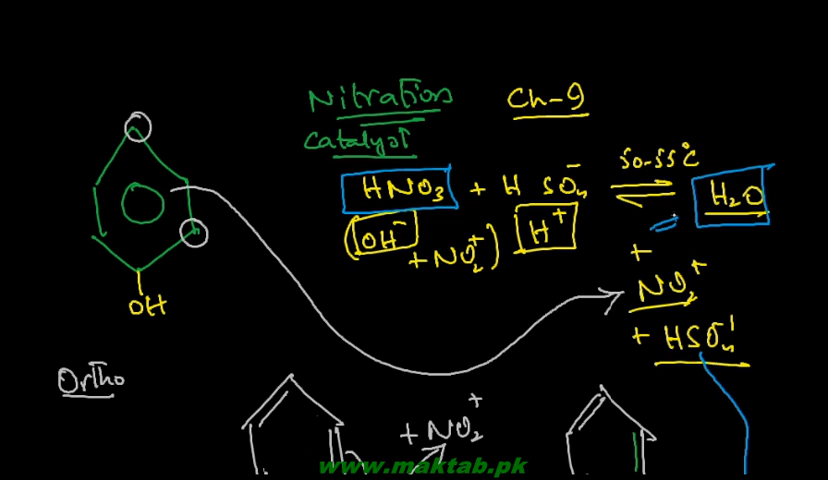 Nitration Ch-9
Catalyst
HNO3 + H SO4⁻ 50-55°C ⇌ H2O
(OH⁻ + NO2⁺) H⁺
+
NO2⁺
+ HSO4⁻
OH
Ortho
+ NO2⁺
www.maktab.pk